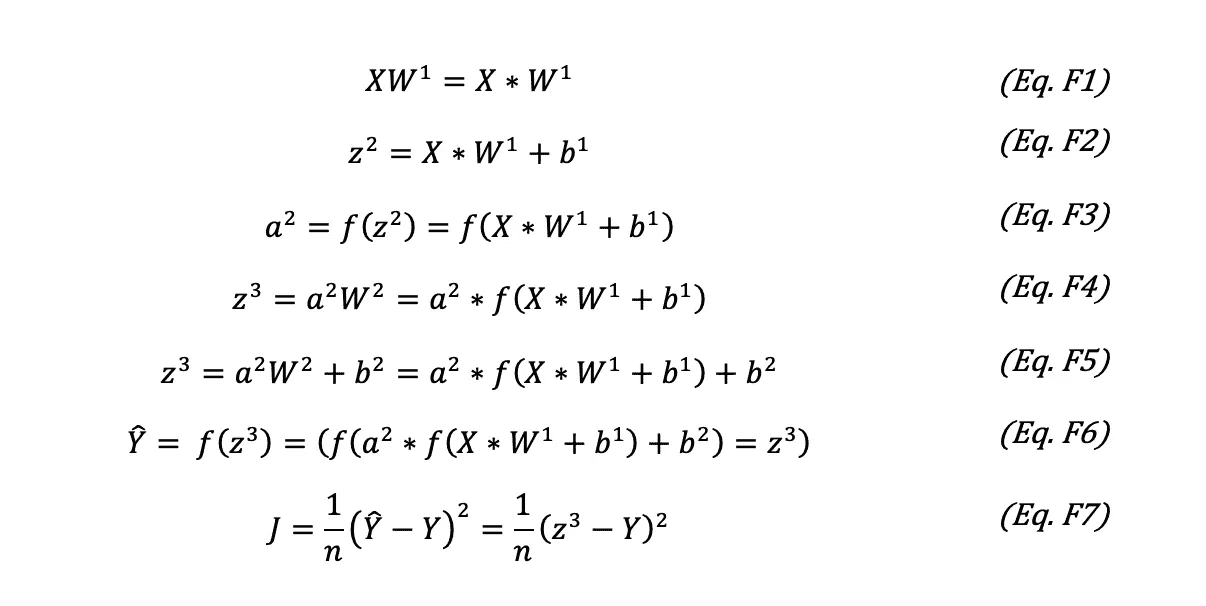 XW¹ = X ∗ W¹ (Eq. F1)
z² = X ∗ W¹ + b¹ (Eq. F2)
a² = f(z²) = f(X ∗ W¹ + b¹) (Eq. F3)
z³ = a²W² = a² ∗ f(X ∗ W¹ + b¹) (Eq. F4)
z³ = a²W² + b² = a² ∗ f(X ∗ W¹ + b¹) + b² (Eq. F5)
Ŷ = f(z³) = (f(a² ∗ f(X ∗ W¹ + b¹) + b²) = z³) (Eq. F6)
J = 1/n (Ŷ − Y)² = 1/n (z³ − Y)² (Eq. F7)